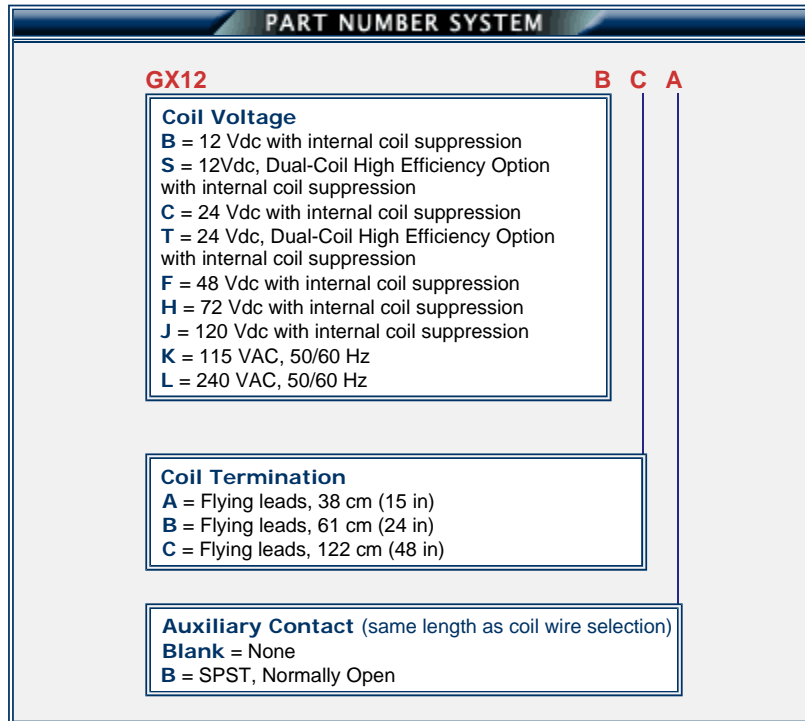 PART NUMBER SYSTEM
GX12 B C A
Coil Voltage
B = 12 Vdc with internal coil suppression
S = 12Vdc, Dual-Coil High Efficiency Option
with internal coil suppression
C = 24 Vdc with internal coil suppression
T = 24 Vdc, Dual-Coil High Efficiency Option
with internal coil suppression
F = 48 Vdc with internal coil suppression
H = 72 Vdc with internal coil suppression
J = 120 Vdc with internal coil suppression
K = 115 VAC, 50/60 Hz
L = 240 VAC, 50/60 Hz
Coil Termination
A = Flying leads, 38 cm (15 in)
B = Flying leads, 61 cm (24 in)
C = Flying leads, 122 cm (48 in)
Auxiliary Contact (same length as coil wire selection)
Blank = None
B = SPST, Normally Open